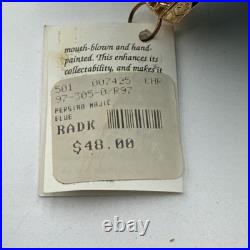 mouth-blown and hand-
painted. This enhances its
collectability, and makes it
501 007425 CHR
97-305-0/R97
PERSIAN MAJIC
BLUE
RADK
$48.00